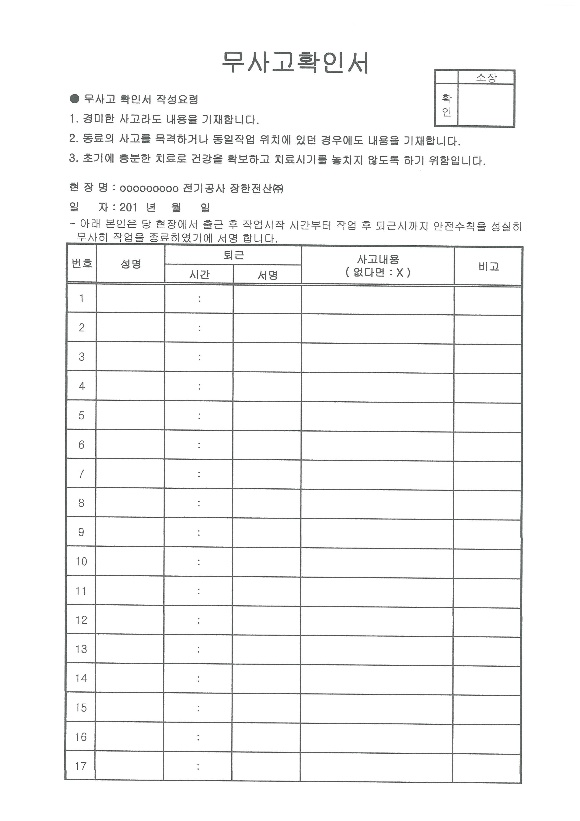 무사고확인서
소장
확인
● 무사고 확인서 작성요령
1. 경미한 사고라도 내용을 기재합니다.
2. 동료의 사고를 목격하거나 동일작업 위치에 있던 경우에도 내용을 기재합니다.
3. 초기에 충분한 치료로 건강을 확보하고 치료시기를 놓치지 않도록 하기 위함입니다.
현 장 명 : ooooooooo 전기공사 장한전산㈜
일 자 : 201 년 월 일
- 아래 본인은 당 현장에서 출근 후 작업시작 시간부터 작업 후 퇴근시까지 안전수칙을 성실히
무사히 작업을 종료하였기에 서명 합니다.
번호 성명 퇴근 사고내용 비고
시간 서명 ( 없다면 : X )
1 :
2 :
3 :
4 :
5 :
6 :
7 :
8 :
9 :
10 :
11 :
12 :
13 :
14 :
15 :
16 :
17 :